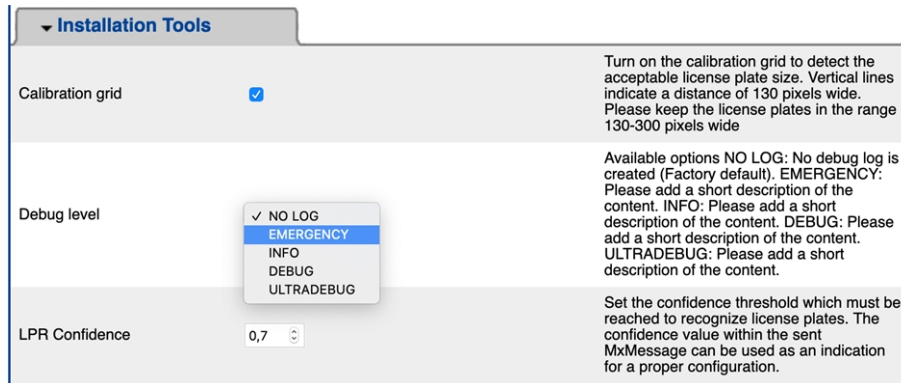 Installation Tools
Calibration grid
Turn on the calibration grid to detect the
acceptable license plate size. Vertical lines
indicate a distance of 130 pixels wide.
Please keep the license plates in the range
130-300 pixels wide
Debug level
✓ NO LOG
EMERGENCY
INFO
DEBUG
ULTRADEBUG
Available options NO LOG: No debug log is
created (Factory default). EMERGENCY:
Please add a short description of the
content. INFO: Please add a short
description of the content. DEBUG: Please
add a short description of the content.
ULTRADEBUG: Please add a short
description of the content.
LPR Confidence
0,7
Set the confidence threshold which must be
reached to recognize license plates. The
confidence value within the sent
MxMessage can be used as an indication
for a proper configuration.